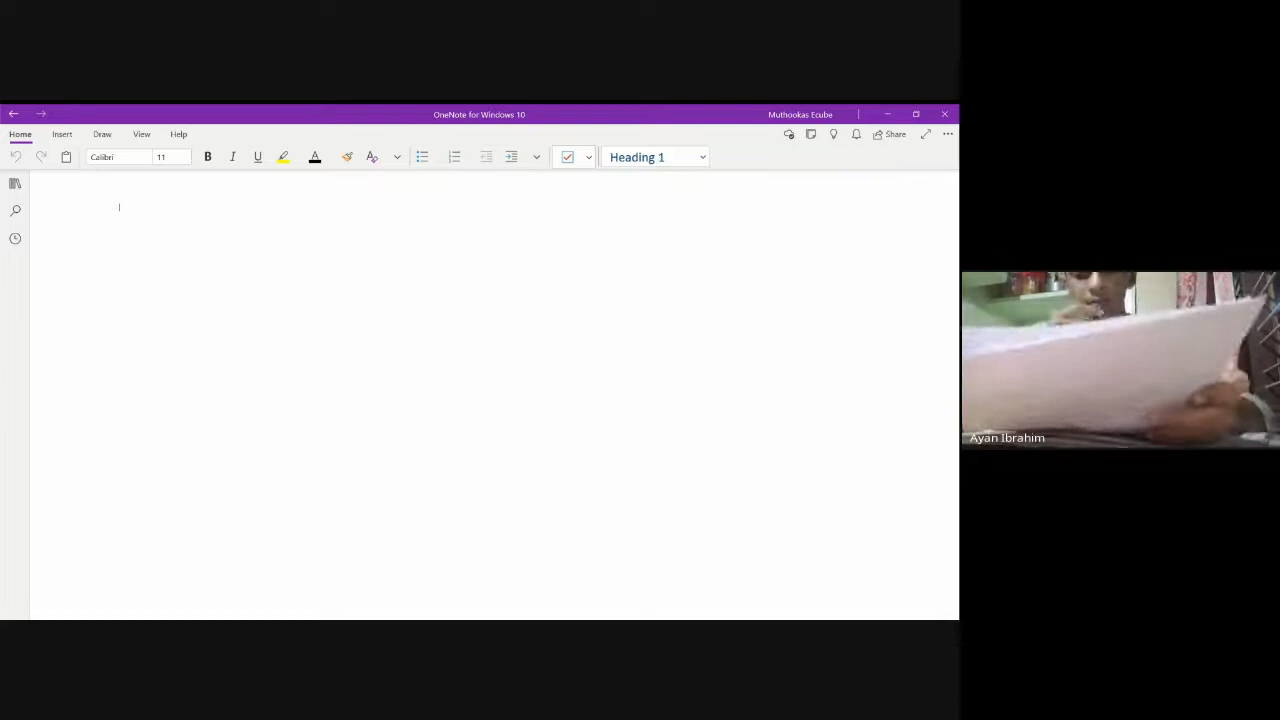 OneNote for Windows 10
Muthookas Ecube
Home Insert Draw View Help
Share
Calibri 11 B I U A A Heading 1
Ayan Ibrahim